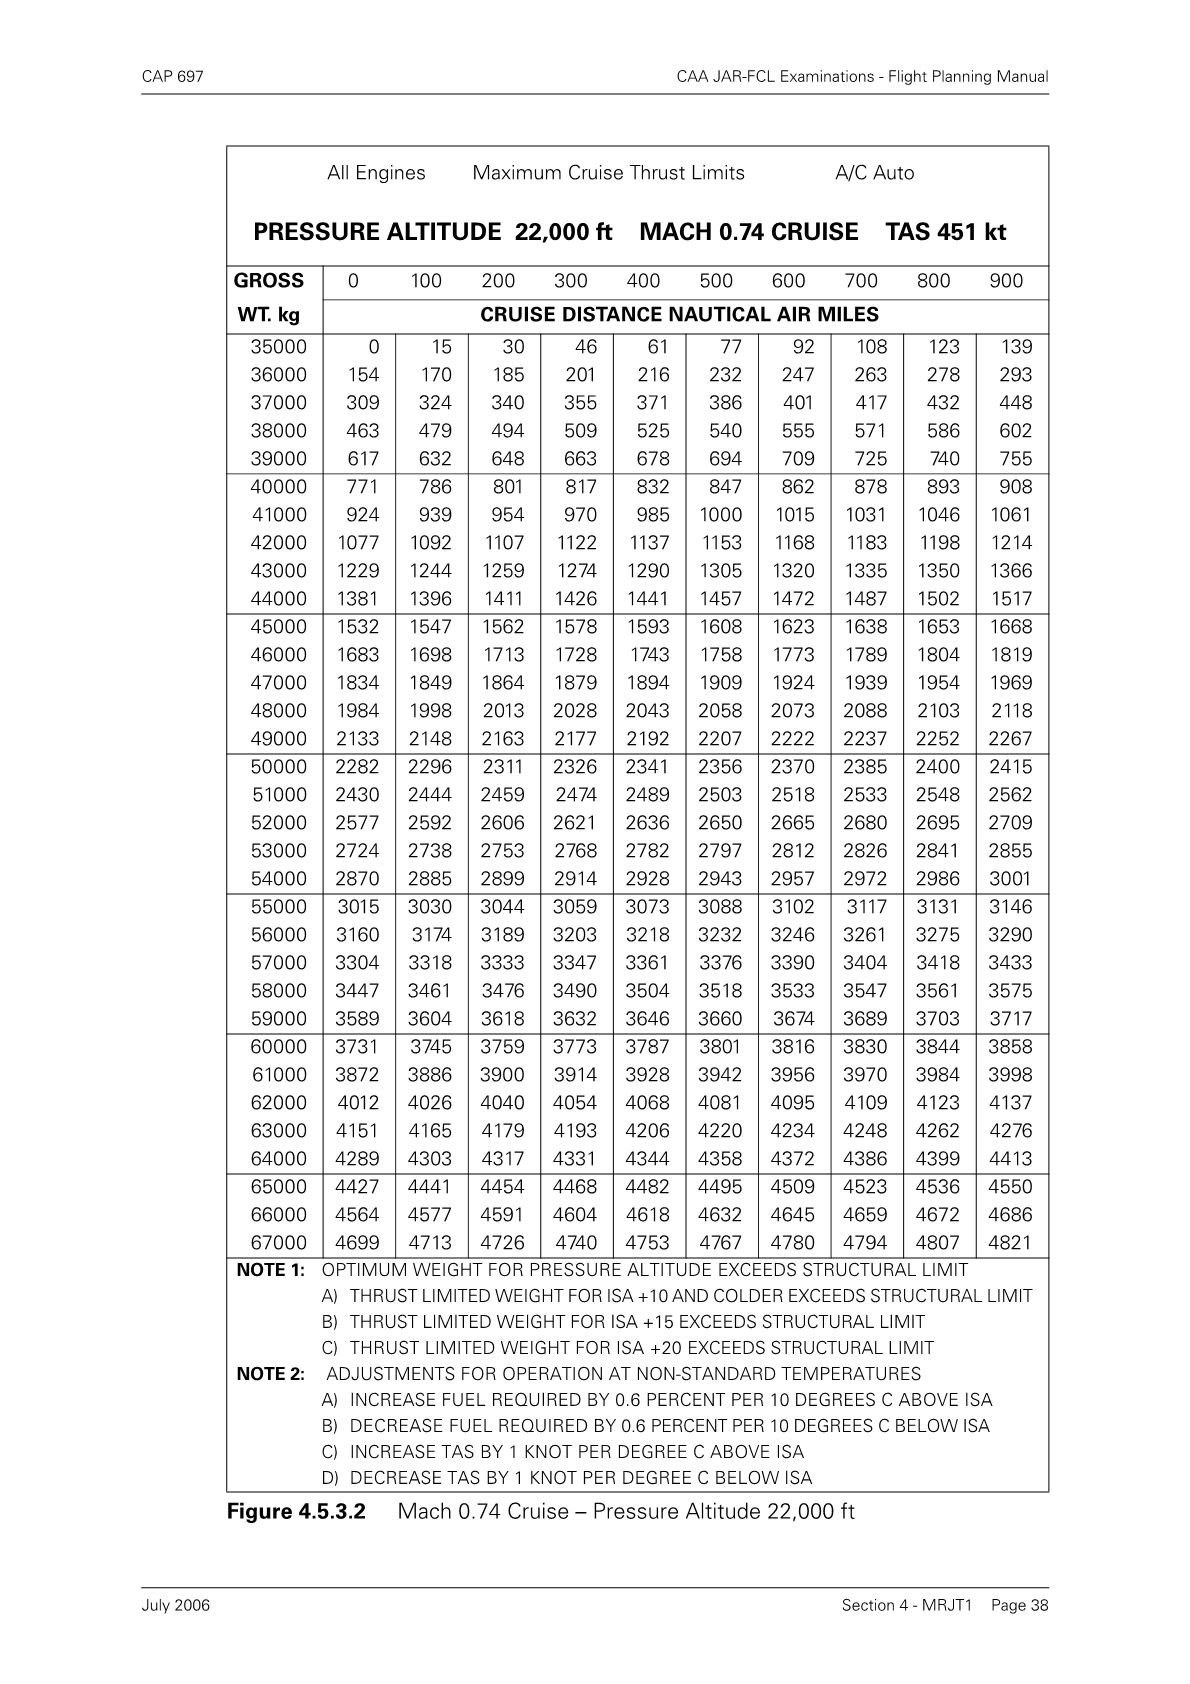 CAP 697 CAA JAR-FCL Examinations - Flight Planning Manual
All Engines Maximum Cruise Thrust Limits A/C Auto
PRESSURE ALTITUDE 22,000 ft MACH 0.74 CRUISE TAS 451 kt
GROSS 0 100 200 300 400 500 600 700 800 900
WT. kg CRUISE DISTANCE NAUTICAL AIR MILES
35000 0 15 30 46 61 77 92 108 123 139
36000 154 170 185 201 216 232 247 263 278 293
37000 309 324 340 355 371 386 401 417 432 448
38000 463 479 494 509 525 540 555 571 586 602
39000 617 632 648 663 678 694 709 725 740 755
40000 771 786 801 817 832 847 862 878 893 908
41000 924 939 954 970 985 1000 1015 1031 1046 1061
42000 1077 1092 1107 1122 1137 1153 1168 1183 1198 1214
43000 1229 1244 1259 1274 1290 1305 1320 1335 1350 1366
44000 1381 1396 1411 1426 1441 1457 1472 1487 1502 1517
45000 1532 1547 1562 1578 1593 1608 1623 1638 1653 1668
46000 1683 1698 1713 1728 1743 1758 1773 1789 1804 1819
47000 1834 1849 1864 1879 1894 1909 1924 1939 1954 1969
48000 1984 1998 2013 2028 2043 2058 2073 2088 2103 2118
49000 2133 2148 2163 2177 2192 2207 2222 2237 2252 2267
50000 2282 2296 2311 2326 2341 2356 2370 2385 2400 2415
51000 2430 2444 2459 2474 2489 2503 2518 2533 2548 2562
52000 2577 2592 2606 2621 2636 2650 2665 2680 2695 2709
53000 2724 2738 2753 2768 2782 2797 2812 2826 2841 2855
54000 2870 2885 2899 2914 2928 2943 2957 2972 2986 3001
55000 3015 3030 3044 3059 3073 3088 3102 3117 3131 3146
56000 3160 3174 3189 3203 3218 3232 3246 3261 3275 3290
57000 3304 3318 3333 3347 3361 3376 3390 3404 3418 3433
58000 3447 3461 3476 3490 3504 3518 3533 3547 3561 3575
59000 3589 3604 3618 3632 3646 3660 3674 3689 3703 3717
60000 3731 3745 3759 3773 3787 3801 3816 3830 3844 3858
61000 3872 3886 3900 3914 3928 3942 3956 3970 3984 3998
62000 4012 4026 4040 4054 4068 4081 4095 4109 4123 4137
63000 4151 4165 4179 4193 4206 4220 4234 4248 4262 4276
64000 4289 4303 4317 4331 4344 4358 4372 4386 4399 4413
65000 4427 4441 4454 4468 4482 4495 4509 4523 4536 4550
66000 4564 4577 4591 4604 4618 4632 4645 4659 4672 4686
67000 4699 4713 4726 4740 4753 4767 4780 4794 4807 4821
NOTE 1: OPTIMUM WEIGHT FOR PRESSURE ALTITUDE EXCEEDS STRUCTURAL LIMIT
A) THRUST LIMITED WEIGHT FOR ISA +10 AND COLDER EXCEEDS STRUCTURAL LIMIT
B) THRUST LIMITED WEIGHT FOR ISA +15 EXCEEDS STRUCTURAL LIMIT
C) THRUST LIMITED WEIGHT FOR ISA +20 EXCEEDS STRUCTURAL LIMIT
NOTE 2: ADJUSTMENTS FOR OPERATION AT NON-STANDARD TEMPERATURES
A) INCREASE FUEL REQUIRED BY 0.6 PERCENT PER 10 DEGREES C ABOVE ISA
B) DECREASE FUEL REQUIRED BY 0.6 PERCENT PER 10 DEGREES C BELOW ISA
C) INCREASE TAS BY 1 KNOT PER DEGREE C ABOVE ISA
D) DECREASE TAS BY 1 KNOT PER DEGREE C BELOW ISA
Figure 4.5.3.2 Mach 0.74 Cruise – Pressure Altitude 22,000 ft
July 2006 Section 4 - MRJT1 Page 38